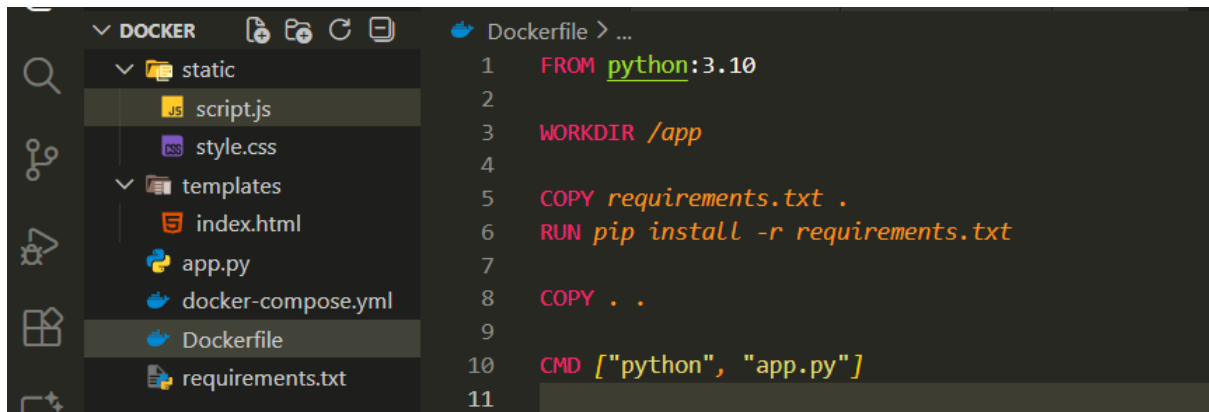 DOCKER
static
JS script.js
CSS style.css
templates
index.html
app.py
docker-compose.yml
Dockerfile
requirements.txt
Dockerfile > ...
1 FROM python:3.10
2
3 WORKDIR /app
4
5 COPY requirements.txt .
6 RUN pip install -r requirements.txt
7
8 COPY . .
9
10 CMD ["python", "app.py"]
11